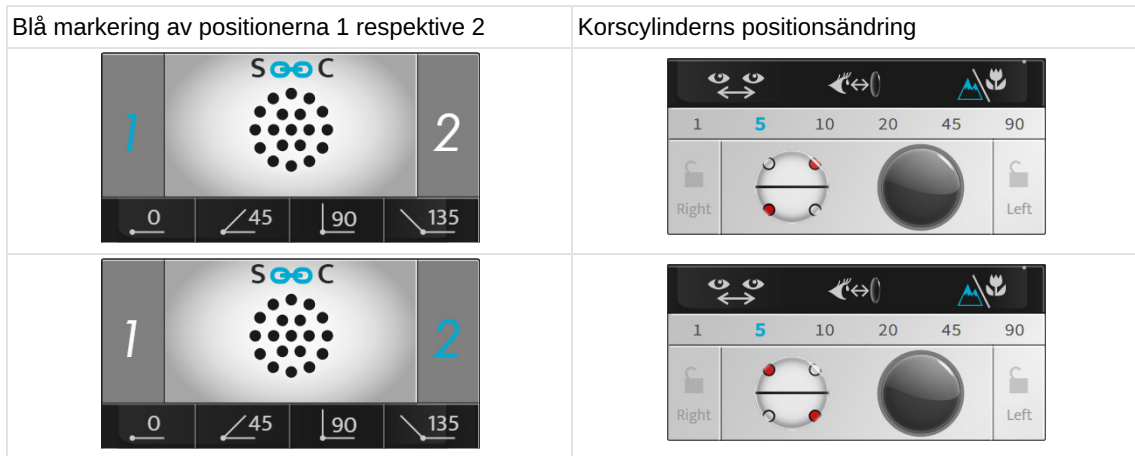 Blå markering av positionerna 1 respektive 2
Korscylinderns positionsändring
S C
1 2
0 45 90 135
1 5 10 20 45 90
Right Left
S C
1 2
0 45 90 135
1 5 10 20 45 90
Right Left